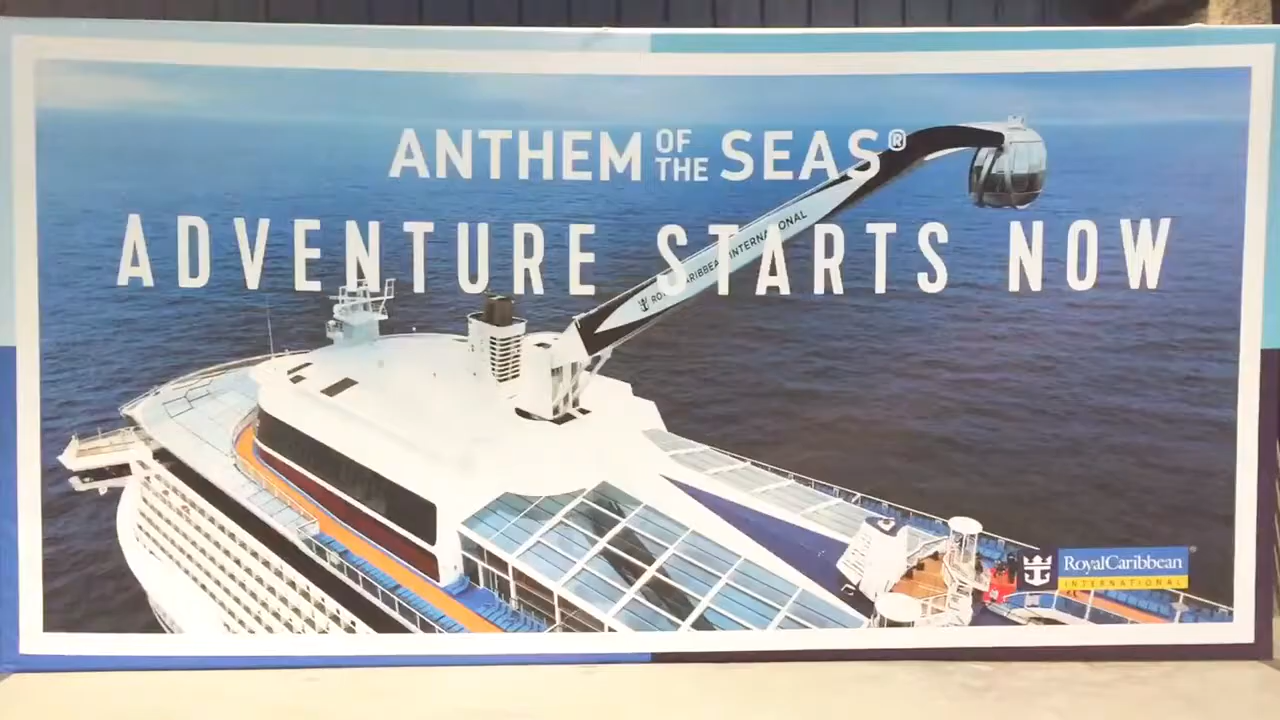 ANTHEM OF THE SEAS®
ADVENTURE STARTS NOW
ROYAL CARIBBEAN INTERNATIONAL
RoyalCaribbean®
INTERNATIONAL